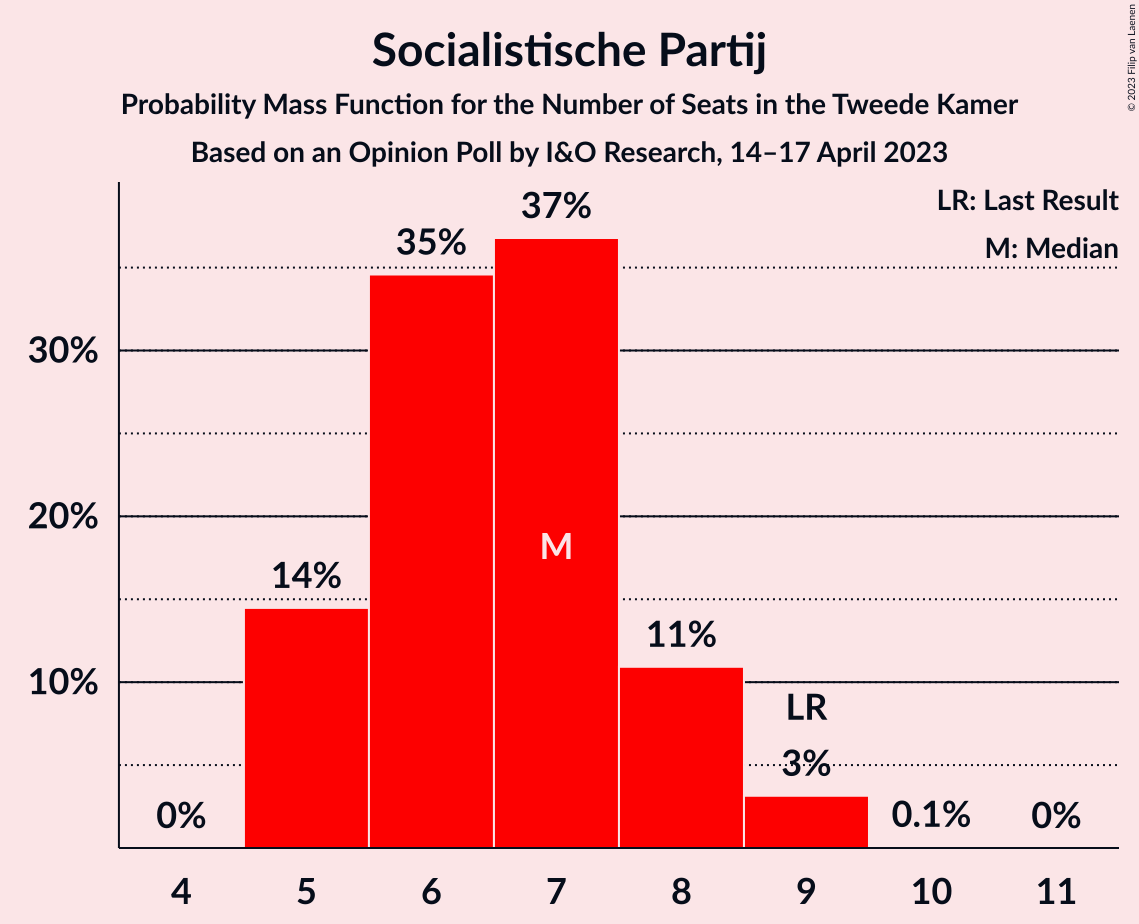 Socialistische Partij
Probability Mass Function for the Number of Seats in the Tweede Kamer
Based on an Opinion Poll by I&O Research, 14–17 April 2023
© 2023 Filip van Laenen
LR: Last Result
M: Median
37%
35%
30%
20%
M
14%
11%
10%
LR
3%
0%
0.1%
0%
4 5 6 7 8 9 10 11